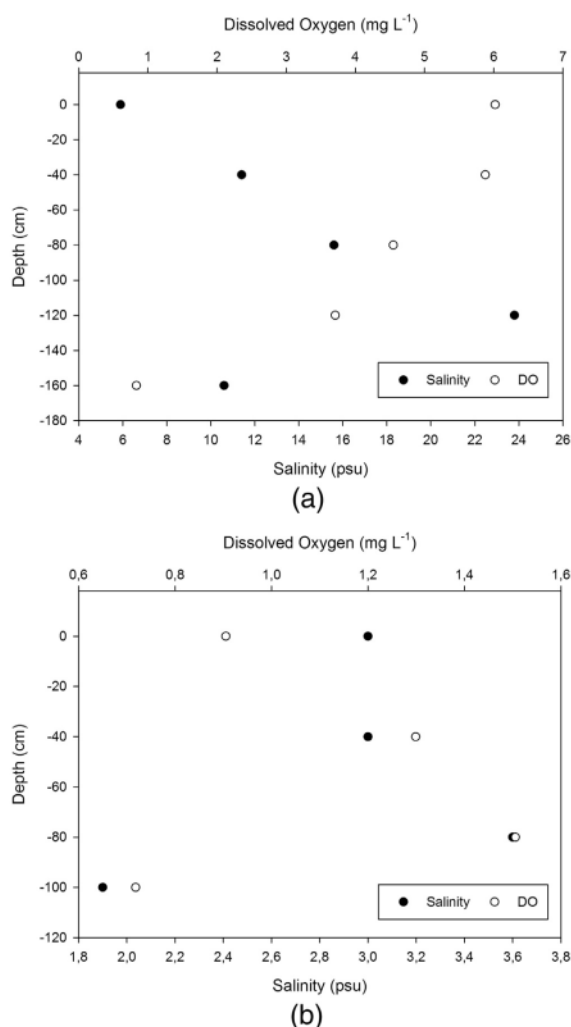 Dissolved Oxygen (mg L⁻¹)
0 1 2 3 4 5 6 7
0
-20
-40
-60
-80
-100
-120
-140
-160
-180
Depth (cm)
Salinity DO
4 6 8 10 12 14 16 18 20 22 24 26
Salinity (psu)
(a)
Dissolved Oxygen (mg L⁻¹)
0,6 0,8 1,0 1,2 1,4 1,6
0
-20
-40
-60
-80
-100
-120
Depth (cm)
Salinity DO
1,8 2,0 2,2 2,4 2,6 2,8 3,0 3,2 3,4 3,6 3,8
Salinity (psu)
(b)